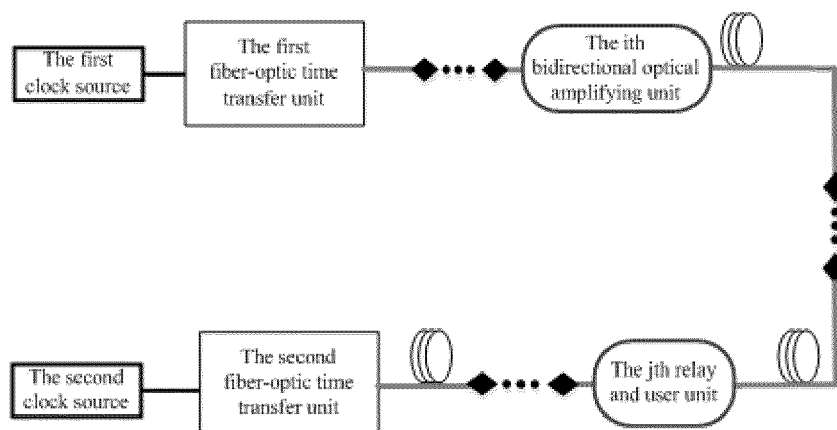 The first
clock source
The first
fiber-optic time
transfer unit
The ith
bidirectional optical
amplifying unit
The second
clock source
The second
fiber-optic time
transfer unit
The jth relay
and user unit